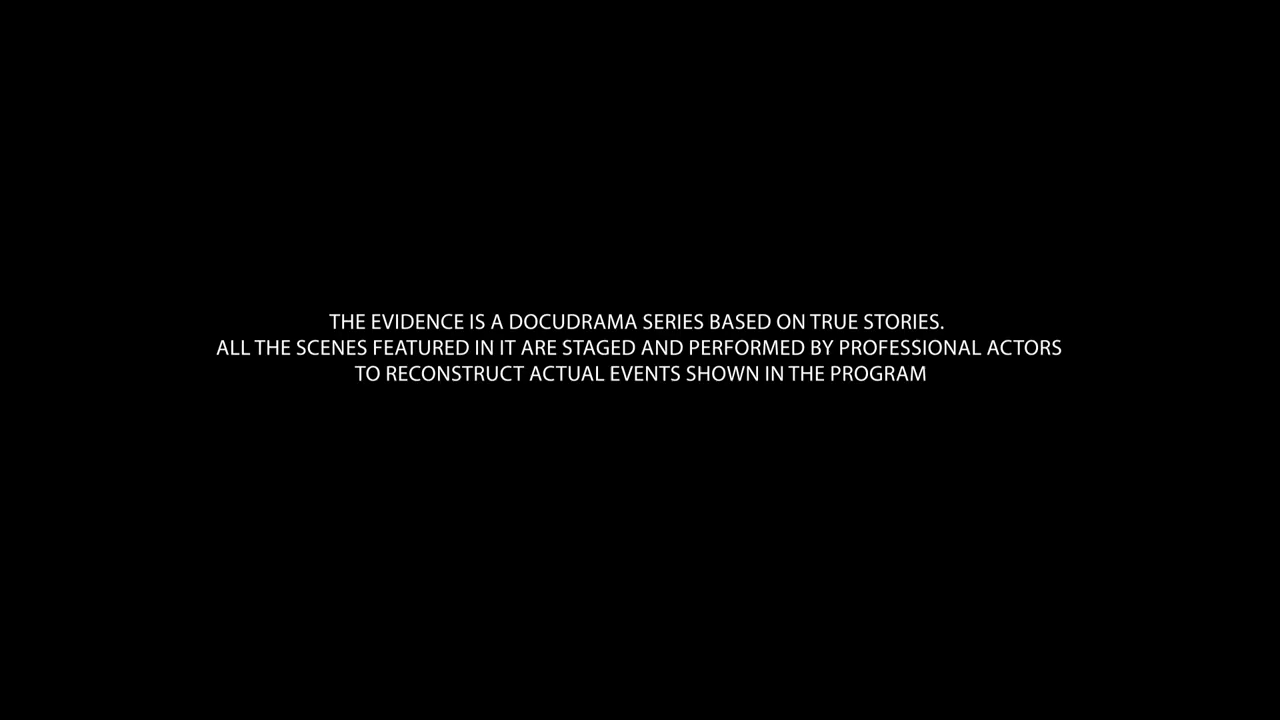 THE EVIDENCE IS A DOCUDRAMA SERIES BASED ON TRUE STORIES.
ALL THE SCENES FEATURED IN IT ARE STAGED AND PERFORMED BY PROFESSIONAL ACTORS
TO RECONSTRUCT ACTUAL EVENTS SHOWN IN THE PROGRAM